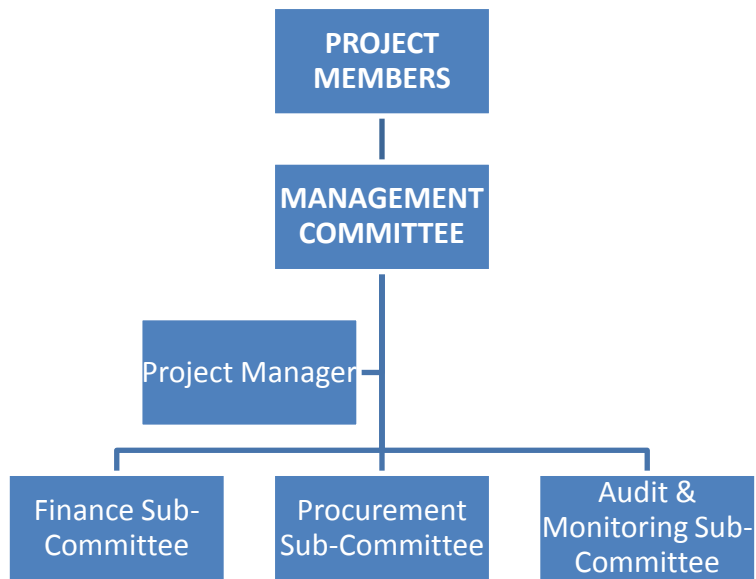 PROJECT
MEMBERS
MANAGEMENT
COMMITTEE
Project Manager
Finance Sub-
Committee
Procurement
Sub-Committee
Audit &
Monitoring Sub-
Committee